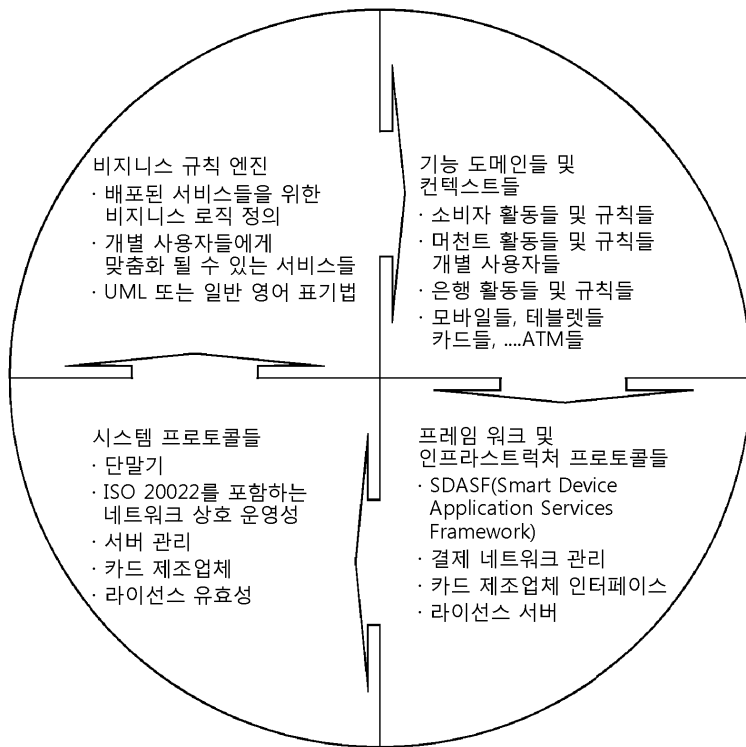 비지니스 규칙 엔진
· 배포된 서비스들을 위한
비지니스 로직 정의
· 개별 사용자들에게
맞춤화 될 수 있는 서비스들
· UML 또는 일반 영어 표기법
기능 도메인들 및
컨텍스트들
· 소비자 활동들 및 규칙들
· 머천트 활동들 및 규칙들
개별 사용자들
· 은행 활동들 및 규칙들
· 모바일들, 테블렛들
카드들, ....ATM들
시스템 프로토콜들
· 단말기
· ISO 20022를 포함하는
네트워크 상호 운영성
· 서버 관리
· 카드 제조업체
· 라이선스 유효성
프레임 워크 및
인프라스트럭처 프로토콜들
· SDASF(Smart Device
Application Services
Framework)
· 결제 네트워크 관리
· 카드 제조업체 인터페이스
· 라이선스 서버